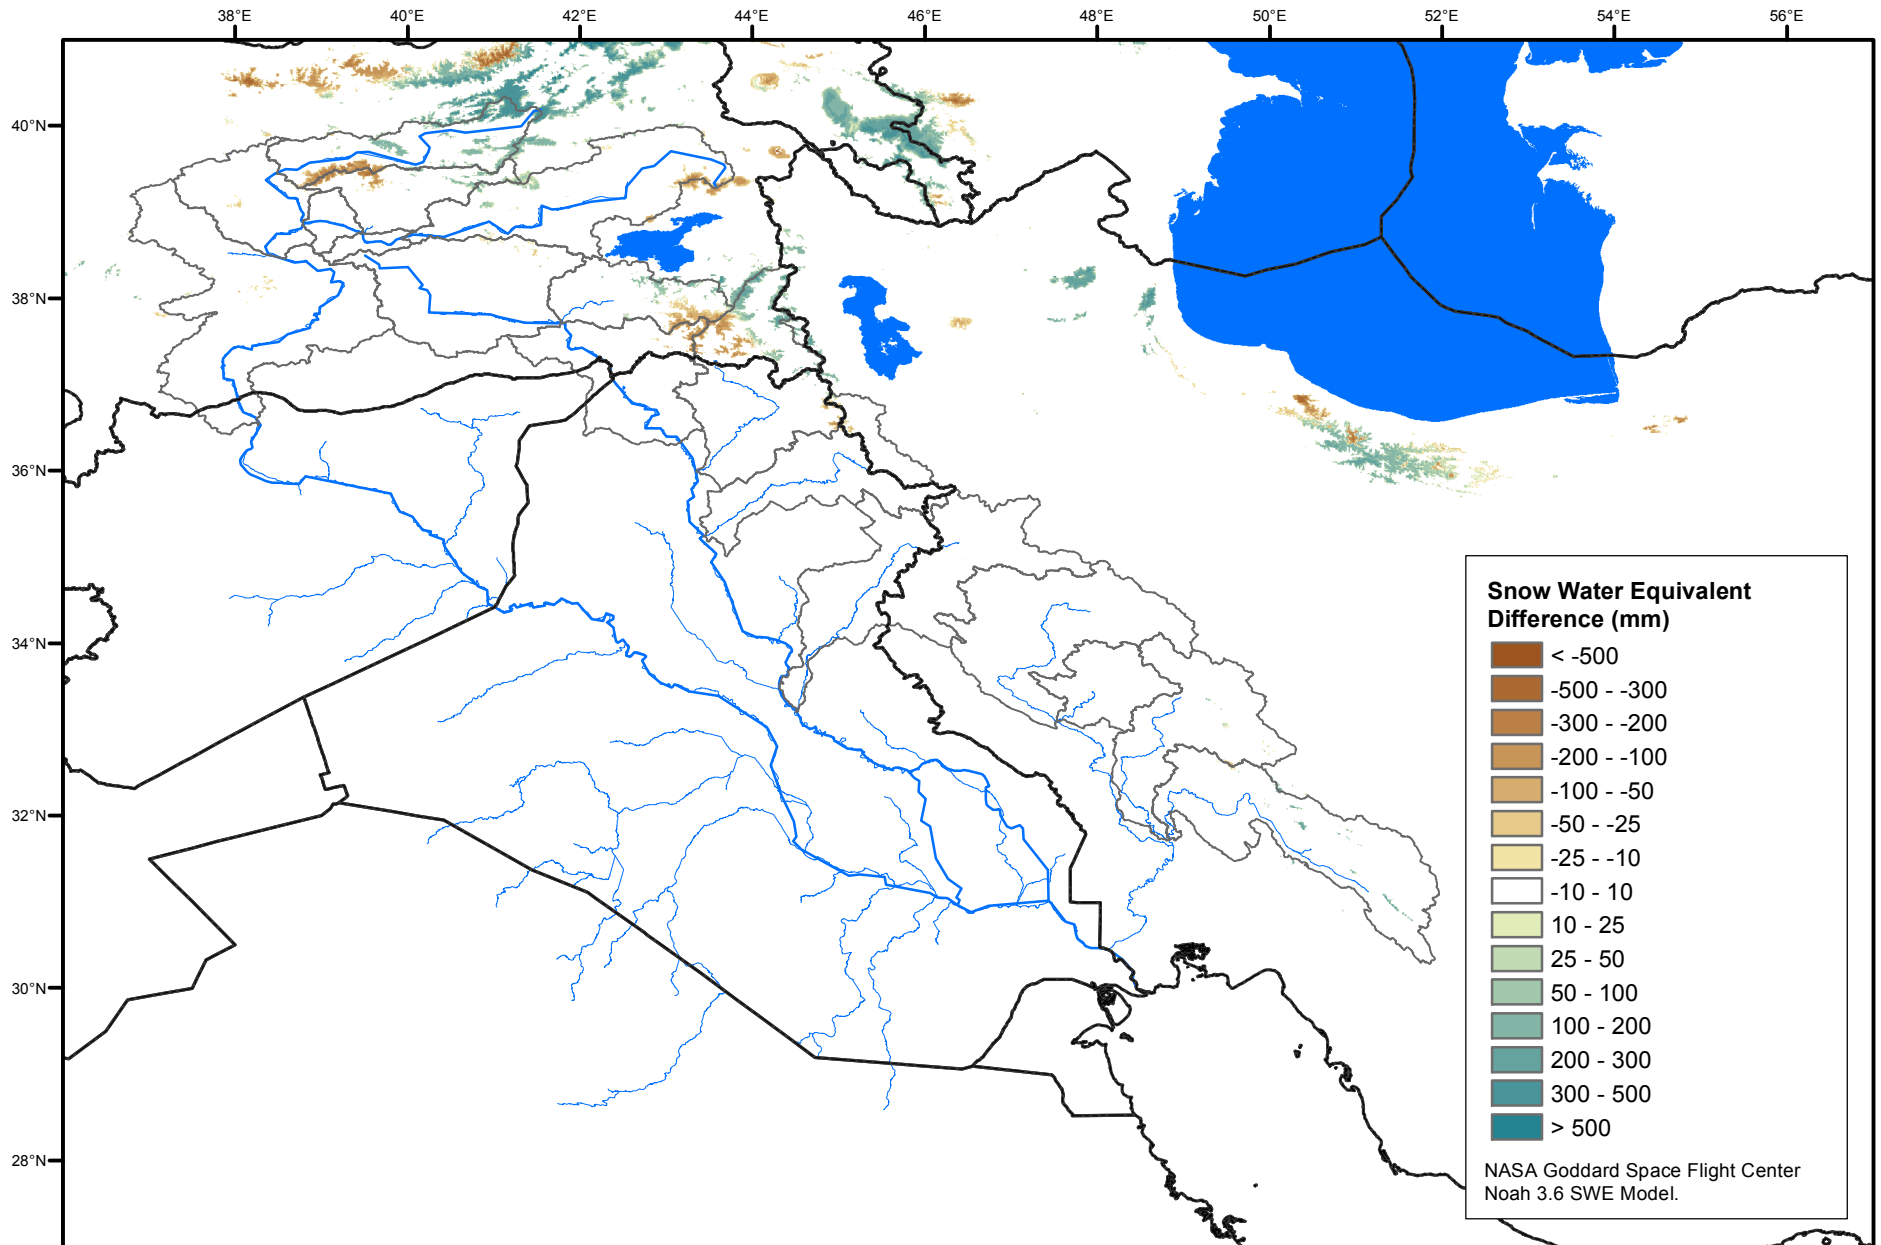 38°E 40°E 42°E 44°E 46°E 48°E 50°E 52°E 54°E 56°E
40°N
38°N
36°N
34°N
32°N
30°N
28°N
Snow Water Equivalent
Difference (mm)
< -500
-500 - -300
-300 - -200
-200 - -100
-100 - -50
-50 - -25
-25 - -10
-10 - 10
10 - 25
25 - 50
50 - 100
100 - 200
200 - 300
300 - 500
> 500
NASA Goddard Space Flight Center
Noah 3.6 SWE Model.